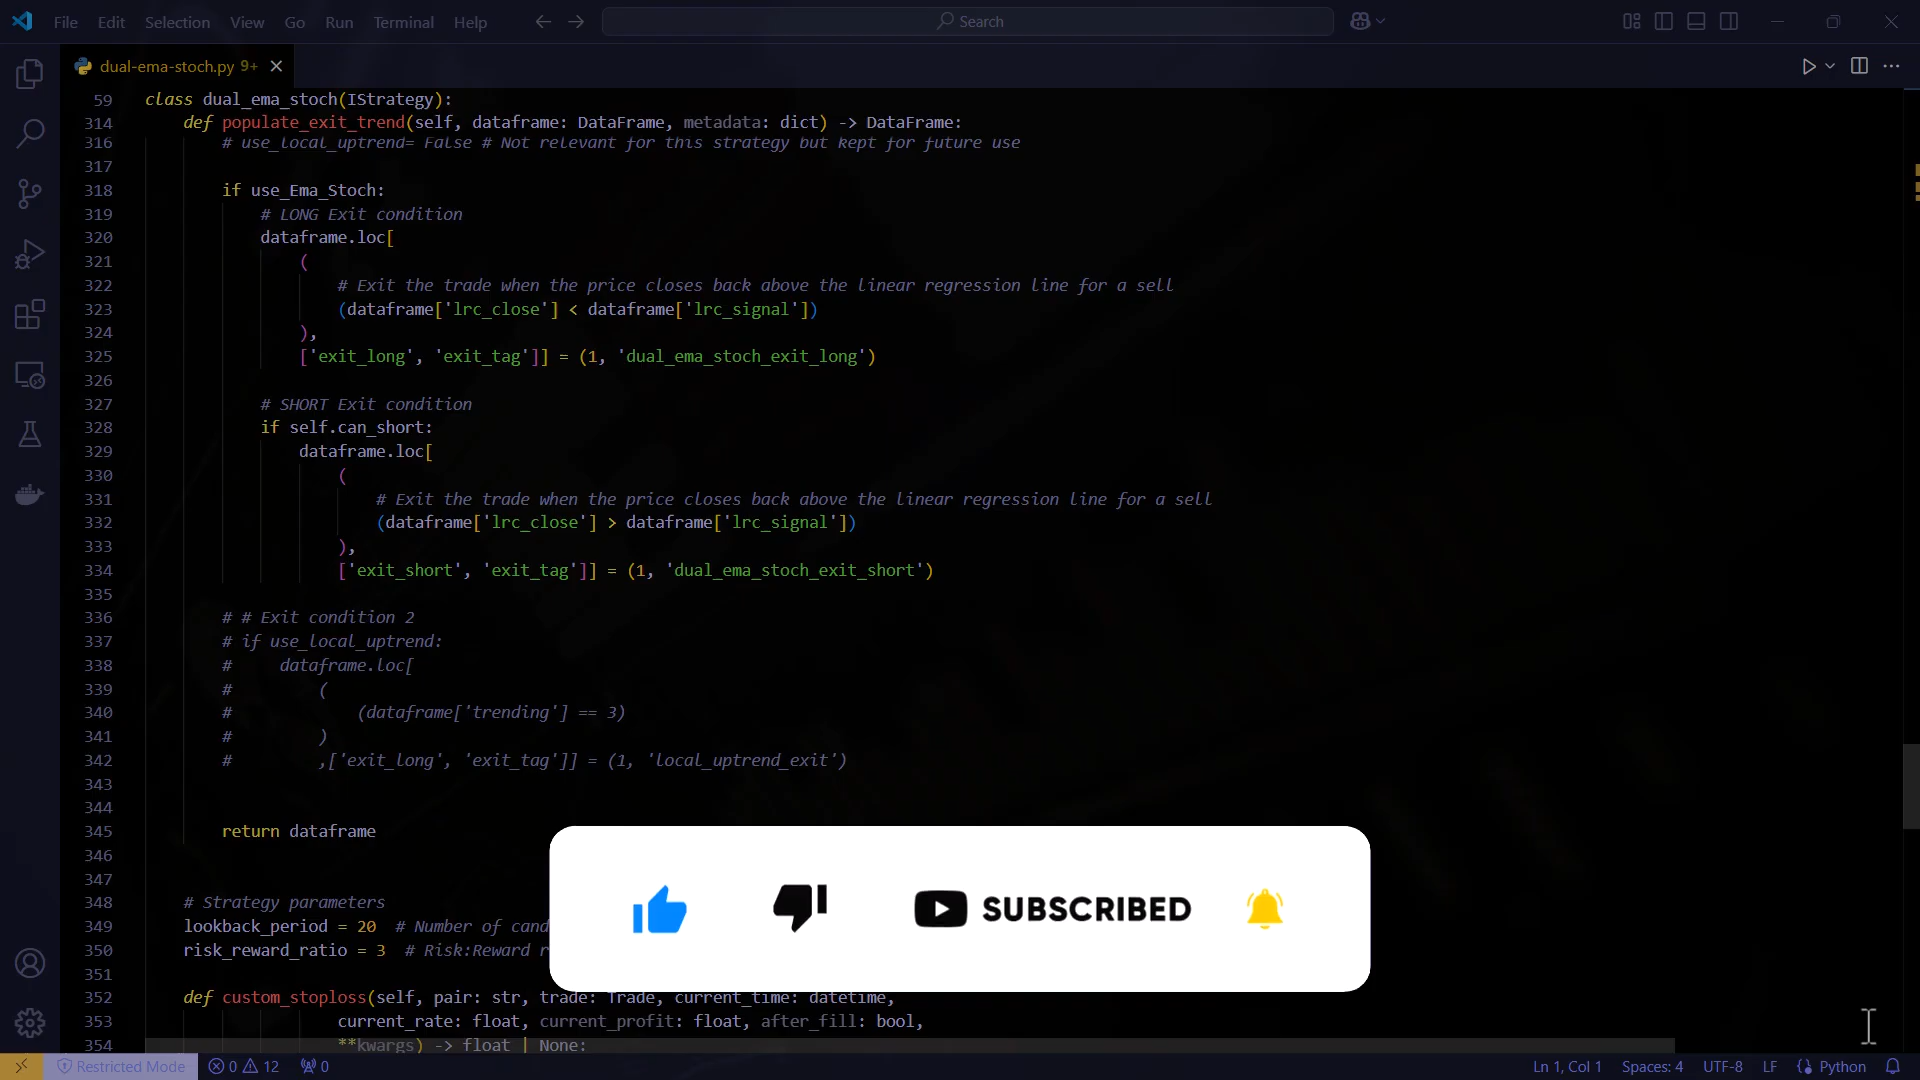 File Edit Selection View Go Run Terminal Help Search
dual-ema-stoch.py 9+
59 class dual_ema_stoch(IStrategy):
314 def populate_exit_trend(self, dataframe: DataFrame, metadata: dict) -> DataFrame:
316 # use_local_uptrend= False # Not relevant for this strategy but kept for future use
317
318 if use_Ema_Stoch:
319 # LONG Exit condition
320 dataframe.loc[
321 (
322 # Exit the trade when the price closes back above the linear regression line for a sell
323 (dataframe['lrc_close'] < dataframe['lrc_signal'])
324 ),
325 ['exit_long', 'exit_tag']] = (1, 'dual_ema_stoch_exit_long')
326
327 # SHORT Exit condition
328 if self.can_short:
329 dataframe.loc[
330 (
331 # Exit the trade when the price closes back above the linear regression line for a sell
332 (dataframe['lrc_close'] > dataframe['lrc_signal'])
333 ),
334 ['exit_short', 'exit_tag']] = (1, 'dual_ema_stoch_exit_short')
335
336 # # Exit condition 2
337 # if use_local_uptrend:
338 # dataframe.loc[
339 # (
340 # (dataframe['trending'] == 3)
341 # )
342 # ,['exit_long', 'exit_tag']] = (1, 'local_uptrend_exit')
343
344
345 return dataframe
346
347
348 # Strategy parameters
349 lookback_period = 20 # Number of
350 risk_reward_ratio = 3 # Risk:Reward
SUBSCRIBED
351
352 def custom_stoploss(self, pair: str, trade: Trade, current_time: datetime,
353 current_rate: float, current_profit: float, after_fill: bool,
354 **kwargs) -> float | None:
Restricted Mode 0 12 0 Ln 1, Col 1 Spaces: 4 UTF-8 LF Python